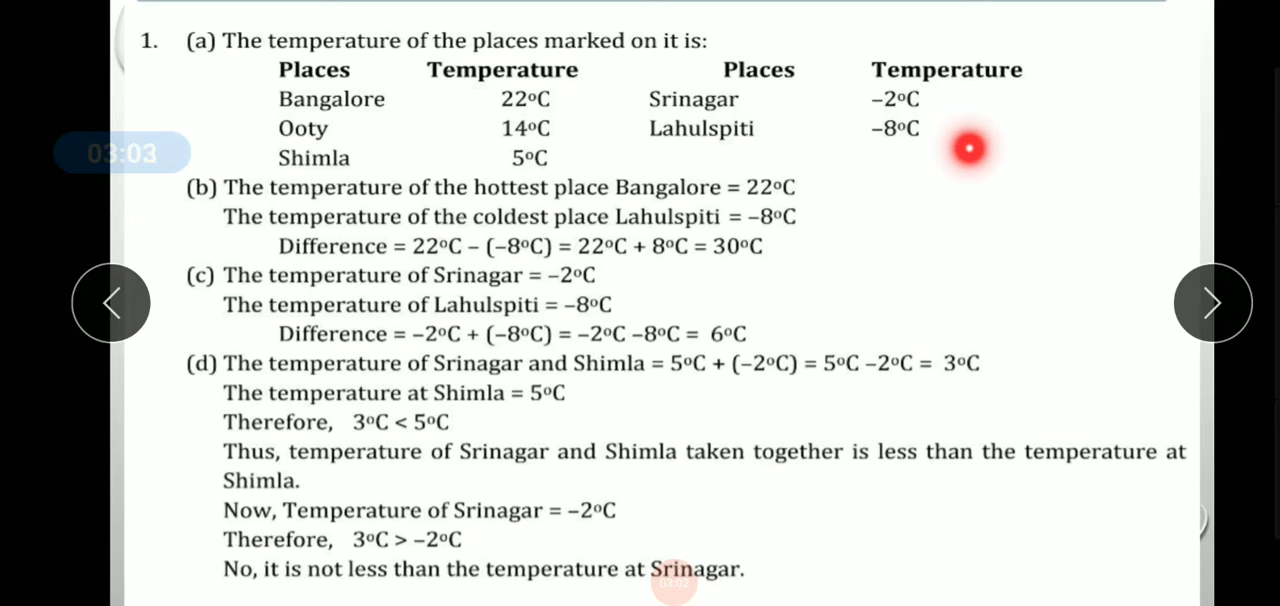 1. (a) The temperature of the places marked on it is:
Places Temperature Places Temperature
Bangalore 22°C Srinagar –2°C
Ooty 14°C Lahulspiti –8°C
03:03
Shimla 5°C
(b) The temperature of the hottest place Bangalore = 22°C
The temperature of the coldest place Lahulspiti = –8°C
Difference = 22°C – (–8°C) = 22°C + 8°C = 30°C
(c) The temperature of Srinagar = –2°C
The temperature of Lahulspiti = –8°C
Difference = –2°C + (–8°C) = –2°C –8°C = 6°C
(d) The temperature of Srinagar and Shimla = 5°C + (–2°C) = 5°C –2°C = 3°C
The temperature at Shimla = 5°C
Therefore, 3°C < 5°C
Thus, temperature of Srinagar and Shimla taken together is less than the temperature at
Shimla.
Now, Temperature of Srinagar = –2°C
Therefore, 3°C > –2°C
No, it is not less than the temperature at Srinagar.
03:02